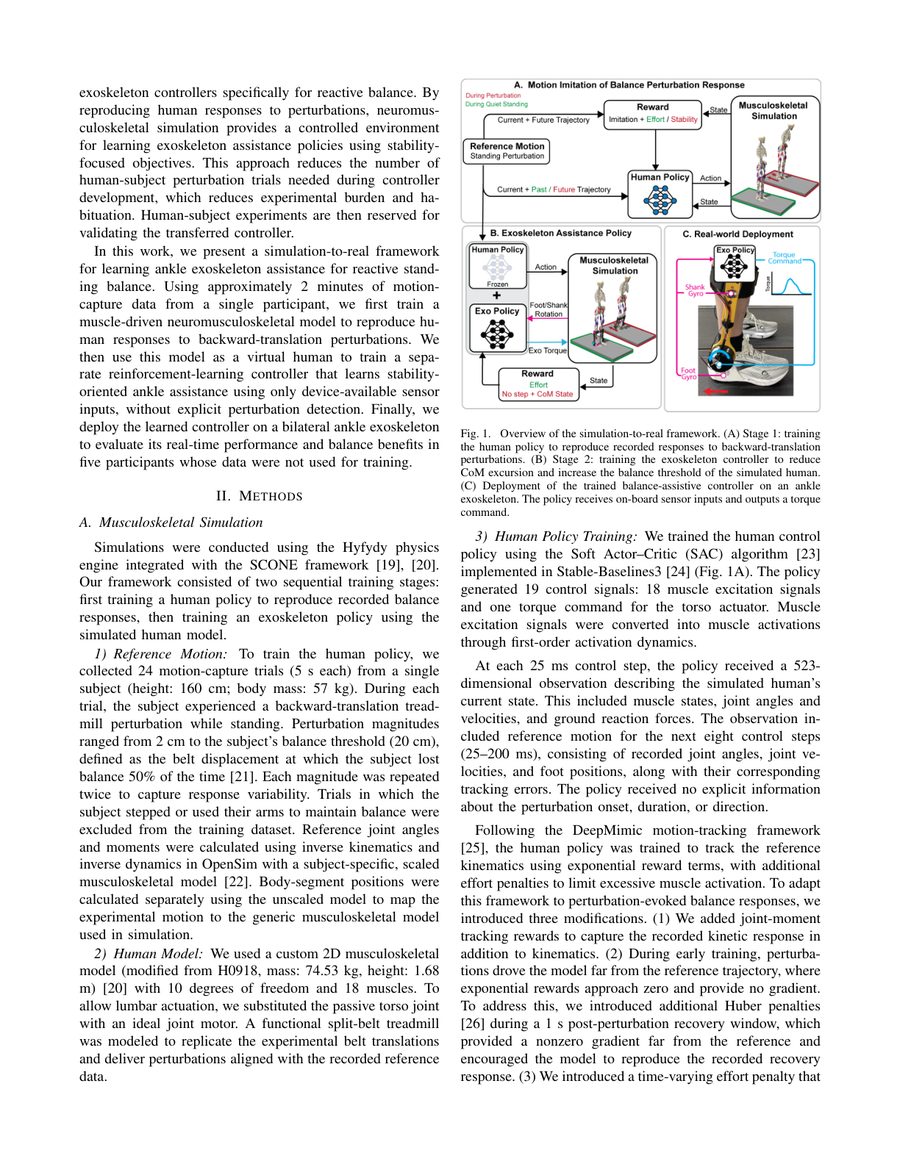 exoskeleton controllers specifically for reactive balance. By
reproducing human responses to perturbations, neuromus-
culoskeletal simulation provides a controlled environment
for learning exoskeleton assistance policies using stability-
focused objectives. This approach reduces the number of
human-subject perturbation trials needed during controller
development, which reduces experimental burden and ha-
bituation. Human-subject experiments are then reserved for
validating the transferred controller.
In this work, we present a simulation-to-real framework
for learning ankle exoskeleton assistance for reactive stand-
ing balance. Using approximately 2 minutes of motion-
capture data from a single participant, we first train a
muscle-driven neuromusculoskeletal model to reproduce hu-
man responses to backward-translation perturbations. We
then use this model as a virtual human to train a sepa-
rate reinforcement-learning controller that learns stability-
oriented ankle assistance using only device-available sensor
inputs, without explicit perturbation detection. Finally, we
deploy the learned controller on a bilateral ankle exoskeleton
to evaluate its real-time performance and balance benefits in
five participants whose data were not used for training.
II. METHODS
A. Musculoskeletal Simulation
Simulations were conducted using the Hyfydy physics
engine integrated with the SCONE framework [19], [20].
Our framework consisted of two sequential training stages:
first training a human policy to reproduce recorded balance
responses, then training an exoskeleton policy using the
simulated human model.
1) Reference Motion: To train the human policy, we
collected 24 motion-capture trials (5 s each) from a single
subject (height: 160 cm; body mass: 57 kg). During each
trial, the subject experienced a backward-translation tread-
mill perturbation while standing. Perturbation magnitudes
ranged from 2 cm to the subject's balance threshold (20 cm),
defined as the belt displacement at which the subject lost
balance 50% of the time [21]. Each magnitude was repeated
twice to capture response variability. Trials in which the
subject stepped or used their arms to maintain balance were
excluded from the training dataset. Reference joint angles
and moments were calculated using inverse kinematics and
inverse dynamics in OpenSim with a subject-specific, scaled
musculoskeletal model [22]. Body-segment positions were
calculated separately using the unscaled model to map the
experimental motion to the generic musculoskeletal model
used in simulation.
2) Human Model: We used a custom 2D musculoskeletal
model (modified from H0918, mass: 74.53 kg, height: 1.68
m) [20] with 10 degrees of freedom and 18 muscles. To
allow lumbar actuation, we substituted the passive torso joint
with an ideal joint motor. A functional split-belt treadmill
was modeled to replicate the experimental belt translations
and deliver perturbations aligned with the recorded reference
data.
A. Motion Imitation of Balance Perturbation Response
During Perturbation
During Quiet Standing
Current + Future Trajectory
Reward
Imitation + Effort / Stability
State
Musculoskeletal
Simulation
Reference Motion
Standing Perturbation
Human Policy
Action
Current + Past / Future Trajectory
State
B. Exoskeleton Assistance Policy
Human Policy
Frozen
Action
Musculoskeletal
Simulation
+
Exo Policy
Foot/Shank
Rotation
Exo Torque
Reward
Effort
No step + CoM State
State
C. Real-world Deployment
Exo Policy
Torque
Command
Torque
Shank
Gyro
Foot
Gyro
Fig. 1. Overview of the simulation-to-real framework. (A) Stage 1: training
the human policy to reproduce recorded responses to backward-translation
perturbations. (B) Stage 2: training the exoskeleton controller to reduce
CoM excursion and increase the balance threshold of the simulated human.
(C) Deployment of the trained balance-assistive controller on an ankle
exoskeleton. The policy receives on-board sensor inputs and outputs a torque
command.
3) Human Policy Training: We trained the human control
policy using the Soft Actor–Critic (SAC) algorithm [23]
implemented in Stable-Baselines3 [24] (Fig. 1A). The policy
generated 19 control signals: 18 muscle excitation signals
and one torque command for the torso actuator. Muscle
excitation signals were converted into muscle activations
through first-order activation dynamics.
At each 25 ms control step, the policy received a 523-
dimensional observation describing the simulated human's
current state. This included muscle states, joint angles and
velocities, and ground reaction forces. The observation in-
cluded reference motion for the next eight control steps
(25–200 ms), consisting of recorded joint angles, joint ve-
locities, and foot positions, along with their corresponding
tracking errors. The policy received no explicit information
about the perturbation onset, duration, or direction.
Following the DeepMimic motion-tracking framework
[25], the human policy was trained to track the reference
kinematics using exponential reward terms, with additional
effort penalties to limit excessive muscle activation. To adapt
this framework to perturbation-evoked balance responses, we
introduced three modifications. (1) We added joint-moment
tracking rewards to capture the recorded kinetic response in
addition to kinematics. (2) During early training, perturba-
tions drove the model far from the reference trajectory, where
exponential rewards approach zero and provide no gradient.
To address this, we introduced additional Huber penalties
[26] during a 1 s post-perturbation recovery window, which
provided a nonzero gradient far from the reference and
encouraged the model to reproduce the recorded recovery
response. (3) We introduced a time-varying effort penalty that